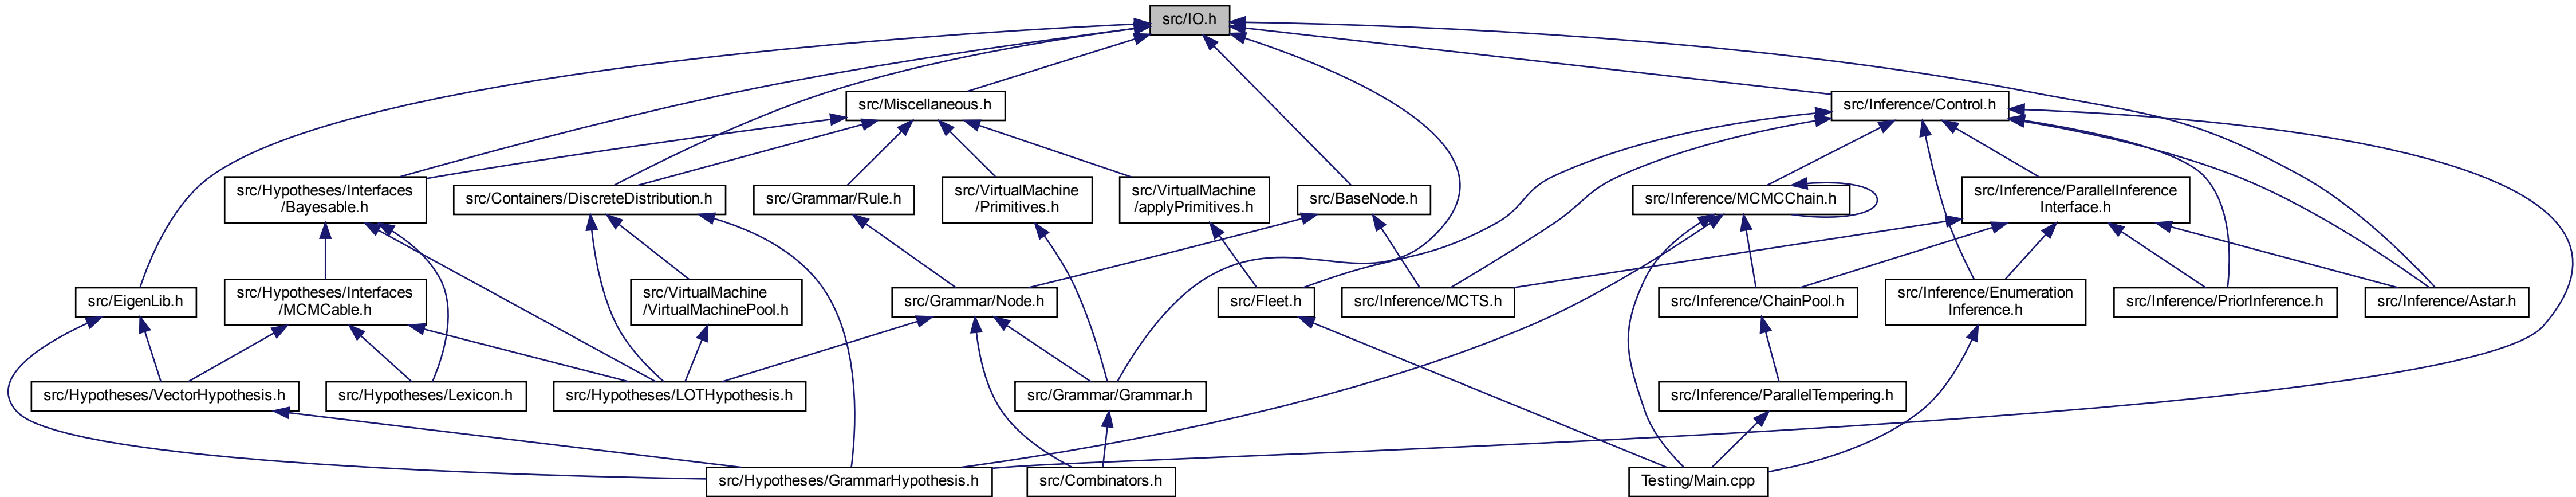 src/IO.h
src/Miscellaneous.h
src/Inference/Control.h
src/Hypotheses/Interfaces
/Bayesable.h
src/Containers/DiscreteDistribution.h
src/Grammar/Rule.h
src/VirtualMachine
/Primitives.h
src/VirtualMachine
/applyPrimitives.h
src/BaseNode.h
src/Inference/MCMCChain.h
src/Inference/ParallelInference
Interface.h
src/EigenLib.h
src/Hypotheses/Interfaces
/MCMCable.h
src/VirtualMachine
/VirtualMachinePool.h
src/Grammar/Node.h
src/Fleet.h
src/Inference/MCTS.h
src/Inference/ChainPool.h
src/Inference/Enumeration
Inference.h
src/Inference/PriorInference.h
src/Inference/Astar.h
src/Hypotheses/VectorHypothesis.h
src/Hypotheses/Lexicon.h
src/Hypotheses/LOTHypothesis.h
src/Grammar/Grammar.h
src/Inference/ParallelTempering.h
src/Hypotheses/GrammarHypothesis.h
src/Combinators.h
Testing/Main.cpp